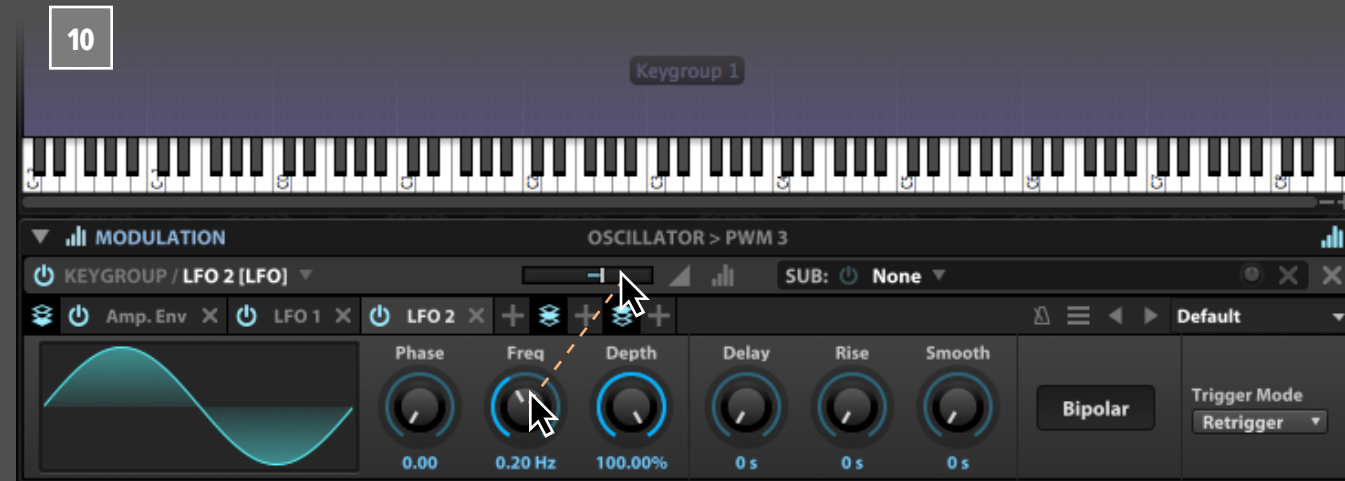 10
Keygroup 1
MODULATION OSCILLATOR > PWM 3
KEYGROUP / LFO 2 [LFO] SUB: None
Amp. Env LFO 1 LFO 2 Default
Phase Freq Depth Delay Rise Smooth
Bipolar
Trigger Mode
Retrigger
0.00 0.20 Hz 100.00% 0 s 0 s 0 s